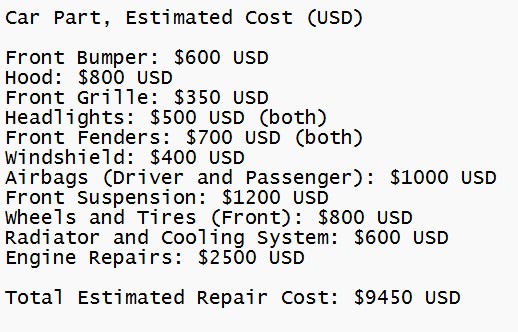 Car Part, Estimated Cost (USD)
Front Bumper: $600 USD
Hood: $800 USD
Front Grille: $350 USD
Headlights: $500 USD (both)
Front Fenders: $700 USD (both)
Windshield: $400 USD
Airbags (Driver and Passenger): $1000 USD
Front Suspension: $1200 USD
Wheels and Tires (Front): $800 USD
Radiator and Cooling System: $600 USD
Engine Repairs: $2500 USD
Total Estimated Repair Cost: $9450 USD